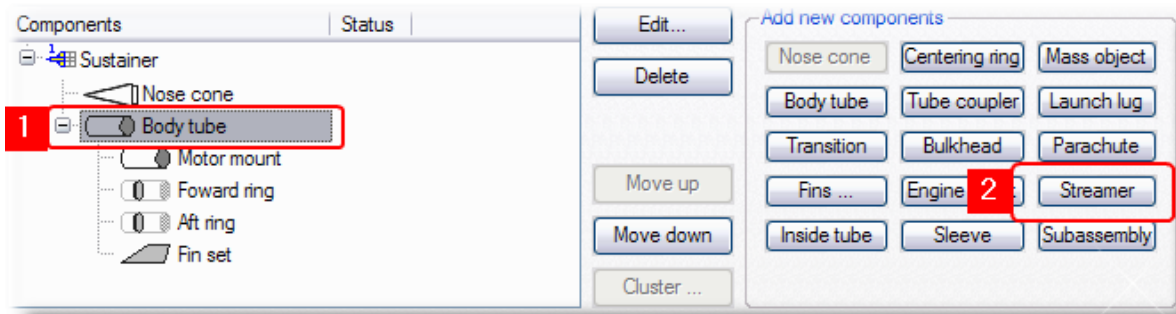 Components Status
1 Sustainer
Nose cone
1 Body tube
Motor mount
Foward ring
Aft ring
Fin set
Edit...
Delete
Move up
Move down
Cluster ...
Add new components
Nose cone Centering ring Mass object
Body tube Tube coupler Launch lug
Transition Bulkhead Parachute
Fins ... Engine 2 Streamer
Inside tube Sleeve Subassembly